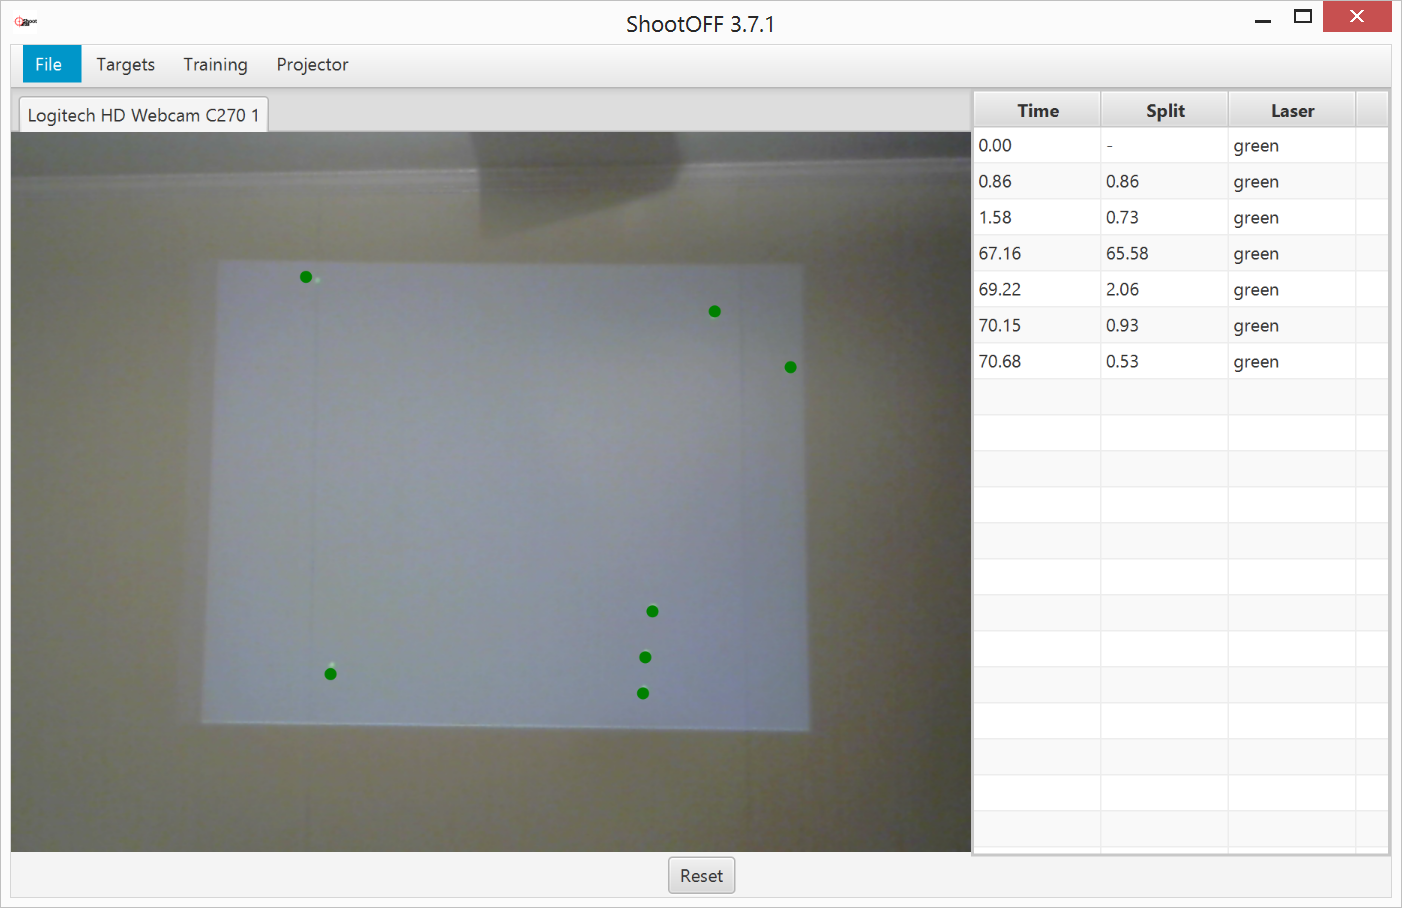 Shoot
ShootOFF 3.7.1
File Targets Training Projector
Logitech HD Webcam C270 1
Time Split Laser
0.00 - green
0.86 0.86 green
1.58 0.73 green
67.16 65.58 green
69.22 2.06 green
70.15 0.93 green
70.68 0.53 green
Reset